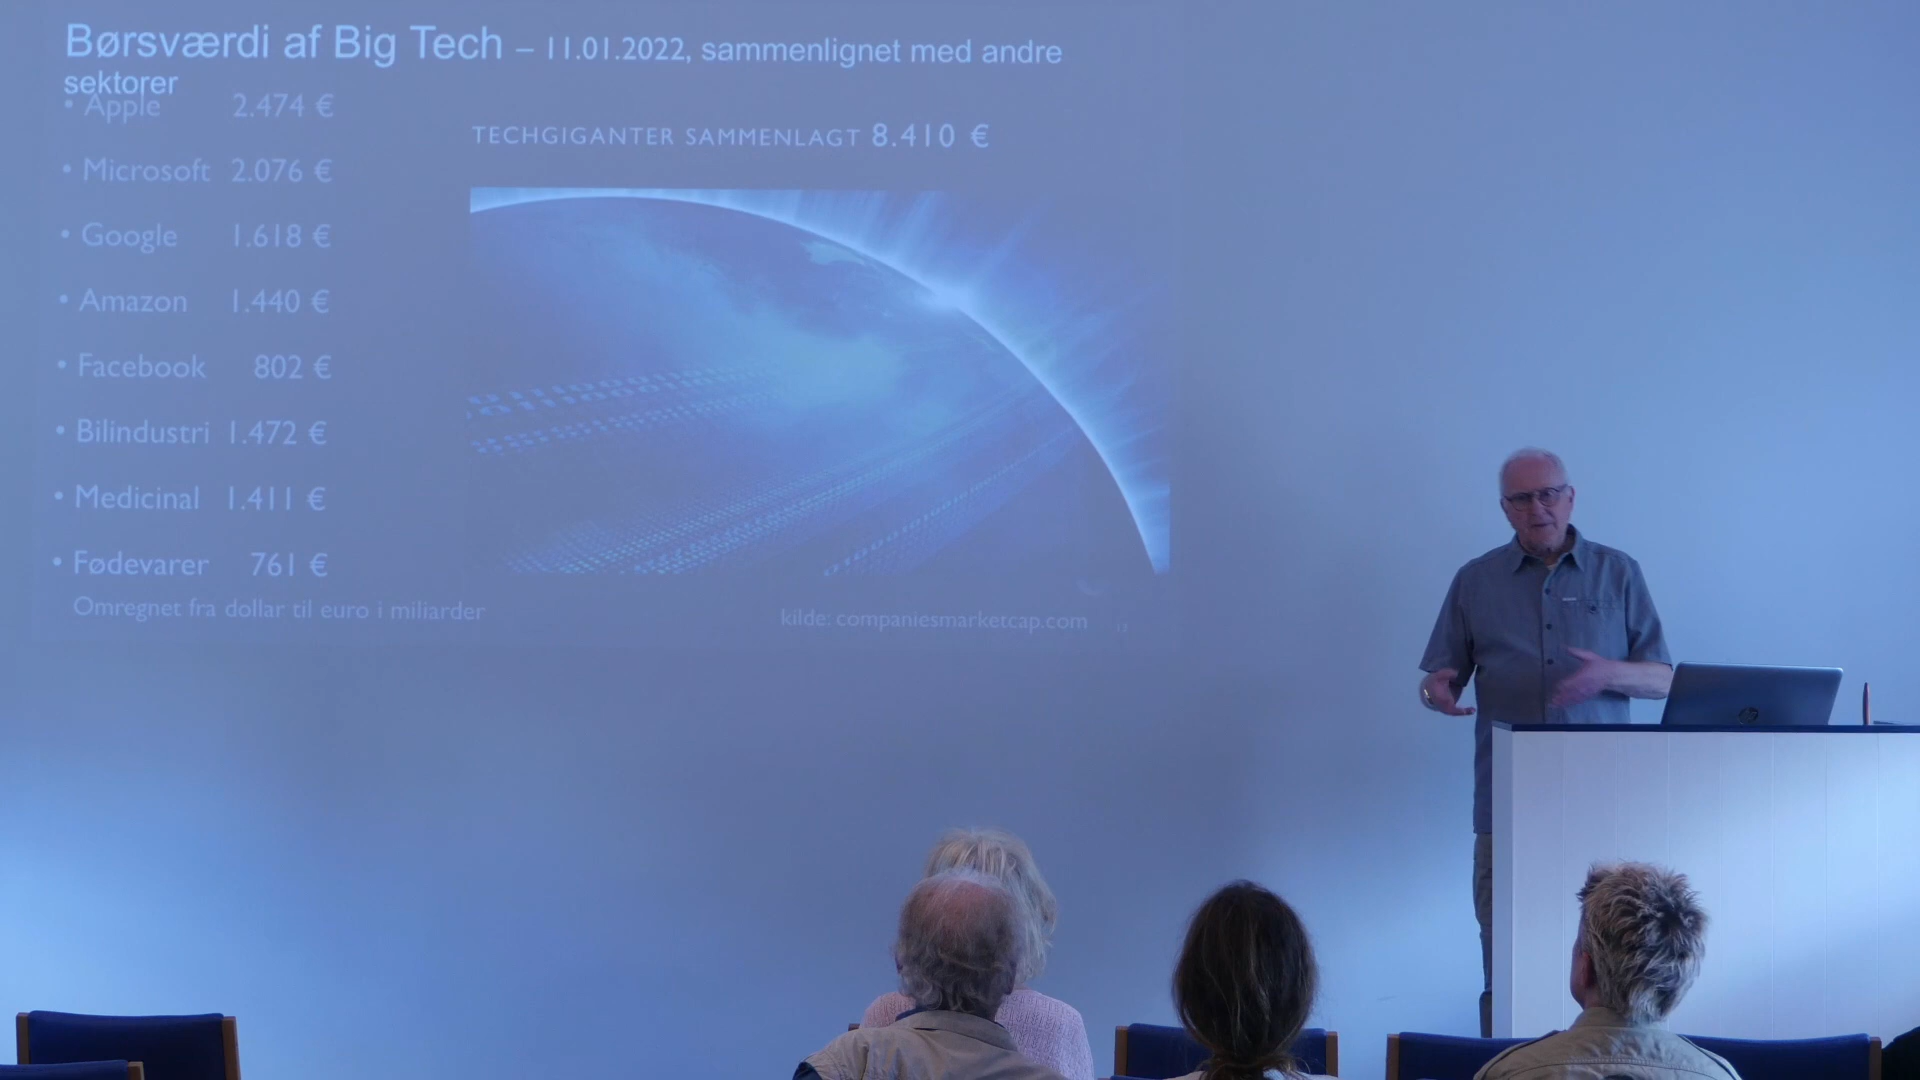 Børsværdi af Big Tech – 11.01.2022, sammenlignet med andre
sektorer
• Apple 2.474 €
• Microsoft 2.076 €
• Google 1.618 €
• Amazon 1.440 €
• Facebook 802 €
• Bilindustri 1.472 €
• Medicinal 1.411 €
• Fødevarer 761 €
Omregnet fra dollar til euro i miliarder
TECHGIGANTER SAMMENLAGT 8.410 €
kilde: companiesmarketcap.com